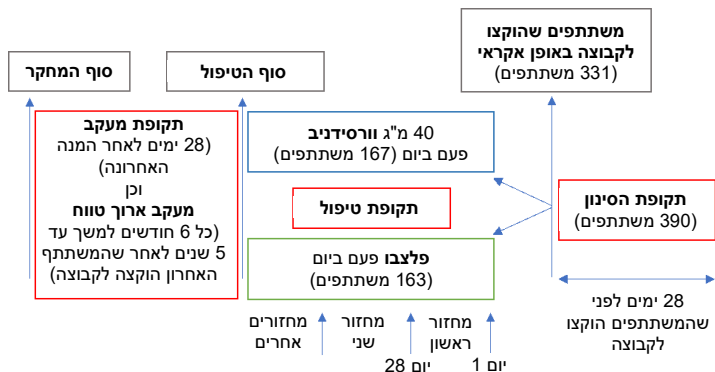 משתתפים שהוקצו
לקבוצה באופן אקראי
(331 משתתפים)
סוף הטיפול
סוף המחקר
תקופת הסינון
(390 משתתפים)
40 מ"ג וורסידניב
פעם ביום (167 משתתפים)
תקופת טיפול
פלצבו פעם ביום
(163 משתתפים)
תקופת מעקב
(28 ימים לאחר המנה
האחרונה)
וכן
מעקב ארוך טווח
(כל 6 חודשים למשך עד
5 שנים לאחר שהמשתתף
האחרון הוקצה לקבוצה)
28 ימים לפני
שהמשתתפים הוקצו
לקבוצה
מחזור
ראשון
מחזור
שני
מחזורים
אחרים
יום 1
יום 28